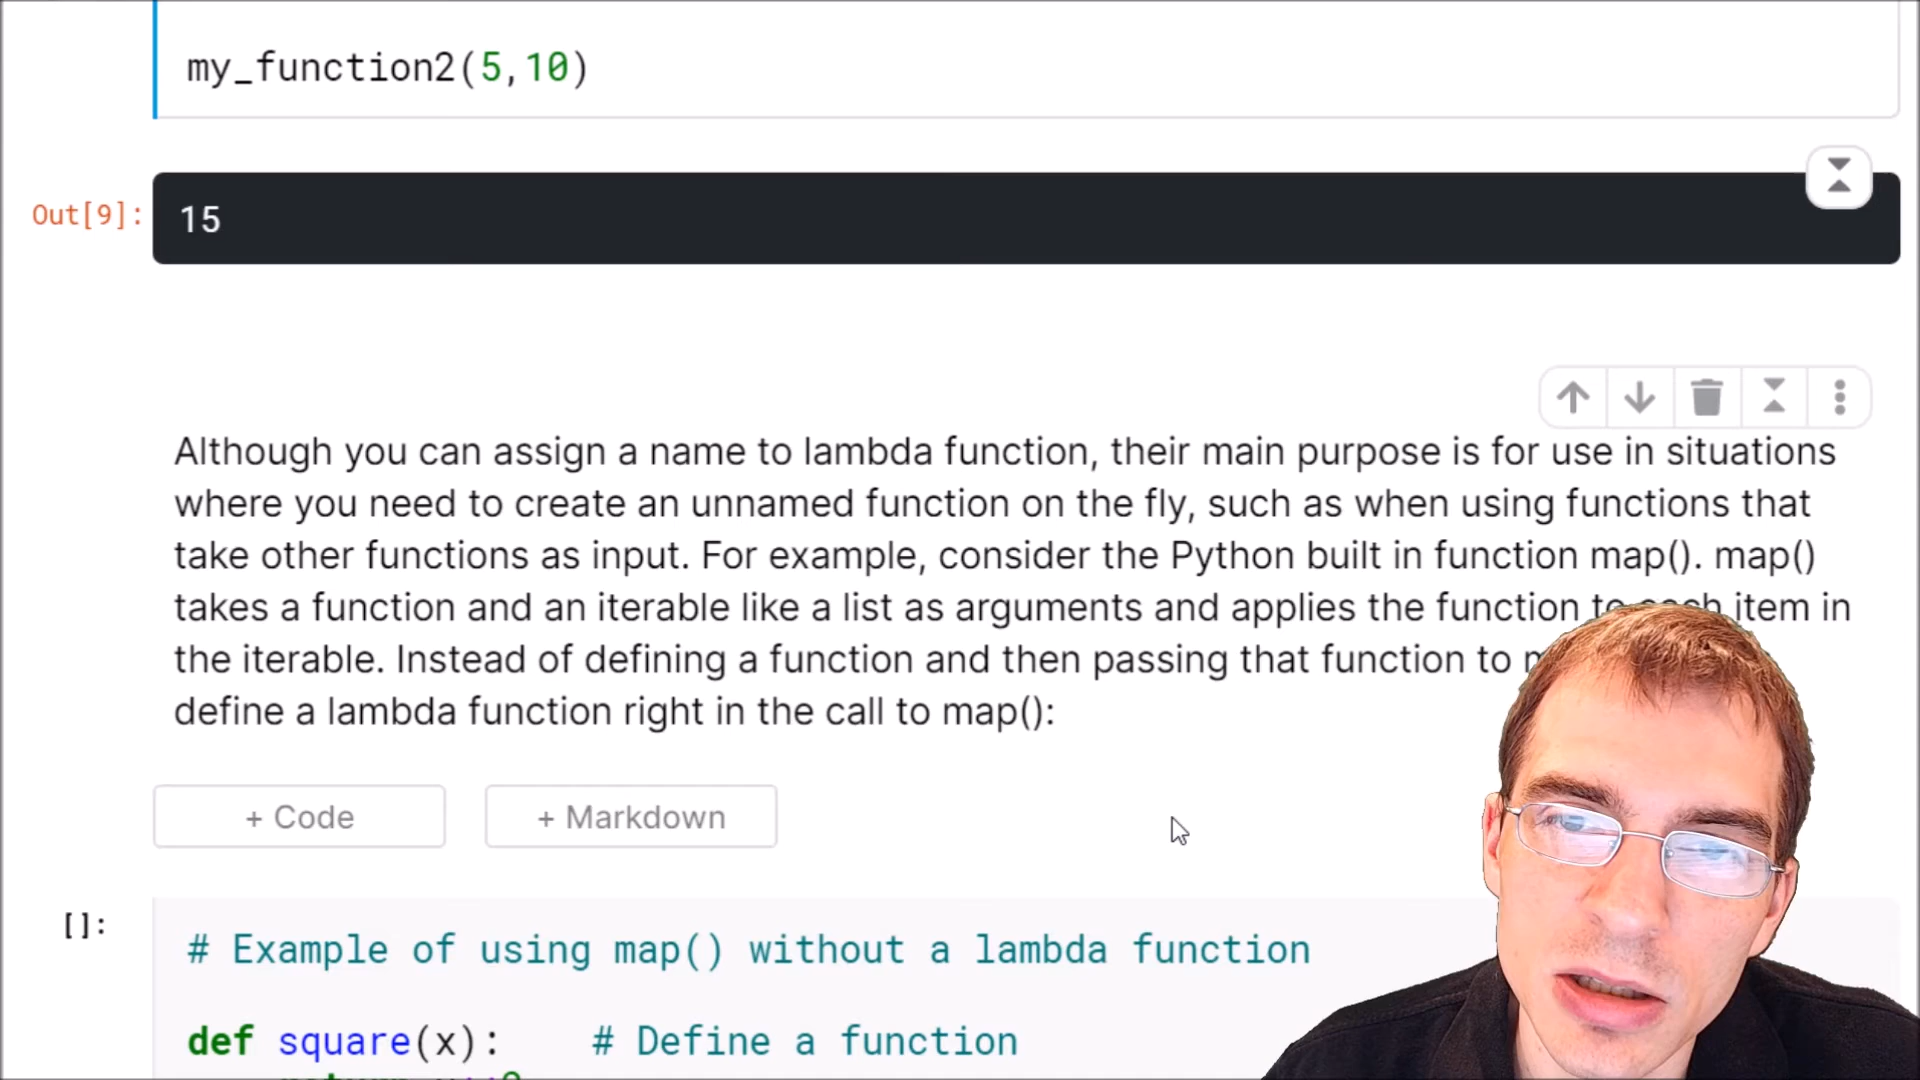 my_function2(5,10)
Out[9]:
15
Although you can assign a name to lambda function, their main purpose is for use in situations
where you need to create an unnamed function on the fly, such as when using functions that
take other functions as input. For example, consider the Python built in function map(). map()
takes a function and an iterable like a list as arguments and applies the function to each item in
the iterable. Instead of defining a function and then passing that function to
define a lambda function right in the call to map():
+ Code
+ Markdown
[]:
# Example of using map() without a lambda function
def square(x):    # Define a function